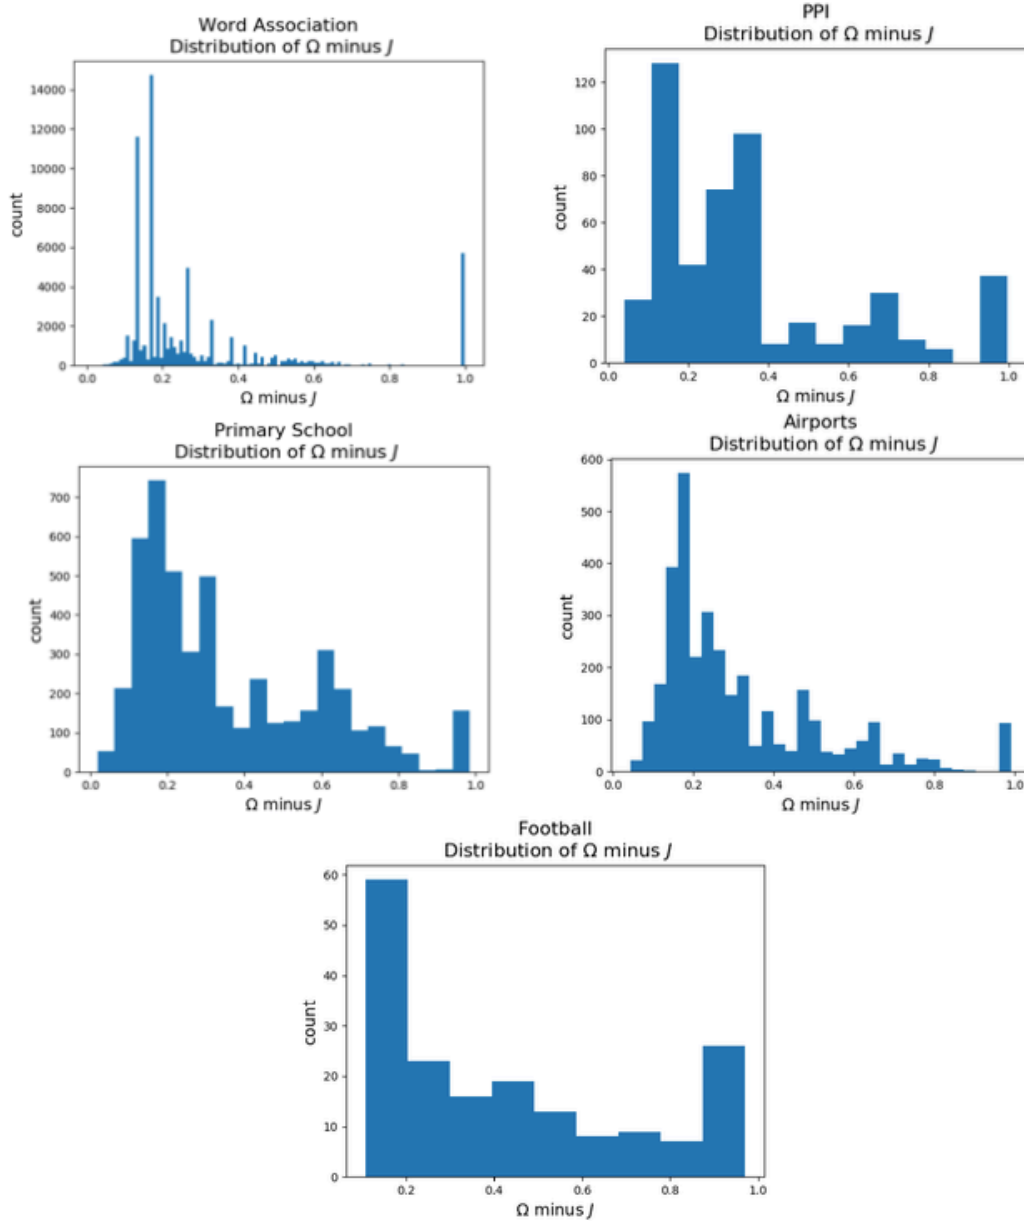 Word Association
Distribution of Ω minus J
count
14000
12000
10000
8000
6000
4000
2000
0
0.0 0.2 0.4 0.6 0.8 1.0
Ω minus J
PPI
Distribution of Ω minus J
count
120
100
80
60
40
20
0
0.0 0.2 0.4 0.6 0.8 1.0
Ω minus J
Primary School
Distribution of Ω minus J
count
700
600
500
400
300
200
100
0
0.0 0.2 0.4 0.6 0.8 1.0
Ω minus J
Airports
Distribution of Ω minus J
count
600
500
400
300
200
100
0
0.0 0.2 0.4 0.6 0.8 1.0
Ω minus J
Football
Distribution of Ω minus J
count
60
50
40
30
20
10
0
0.2 0.4 0.6 0.8 1.0
Ω minus J